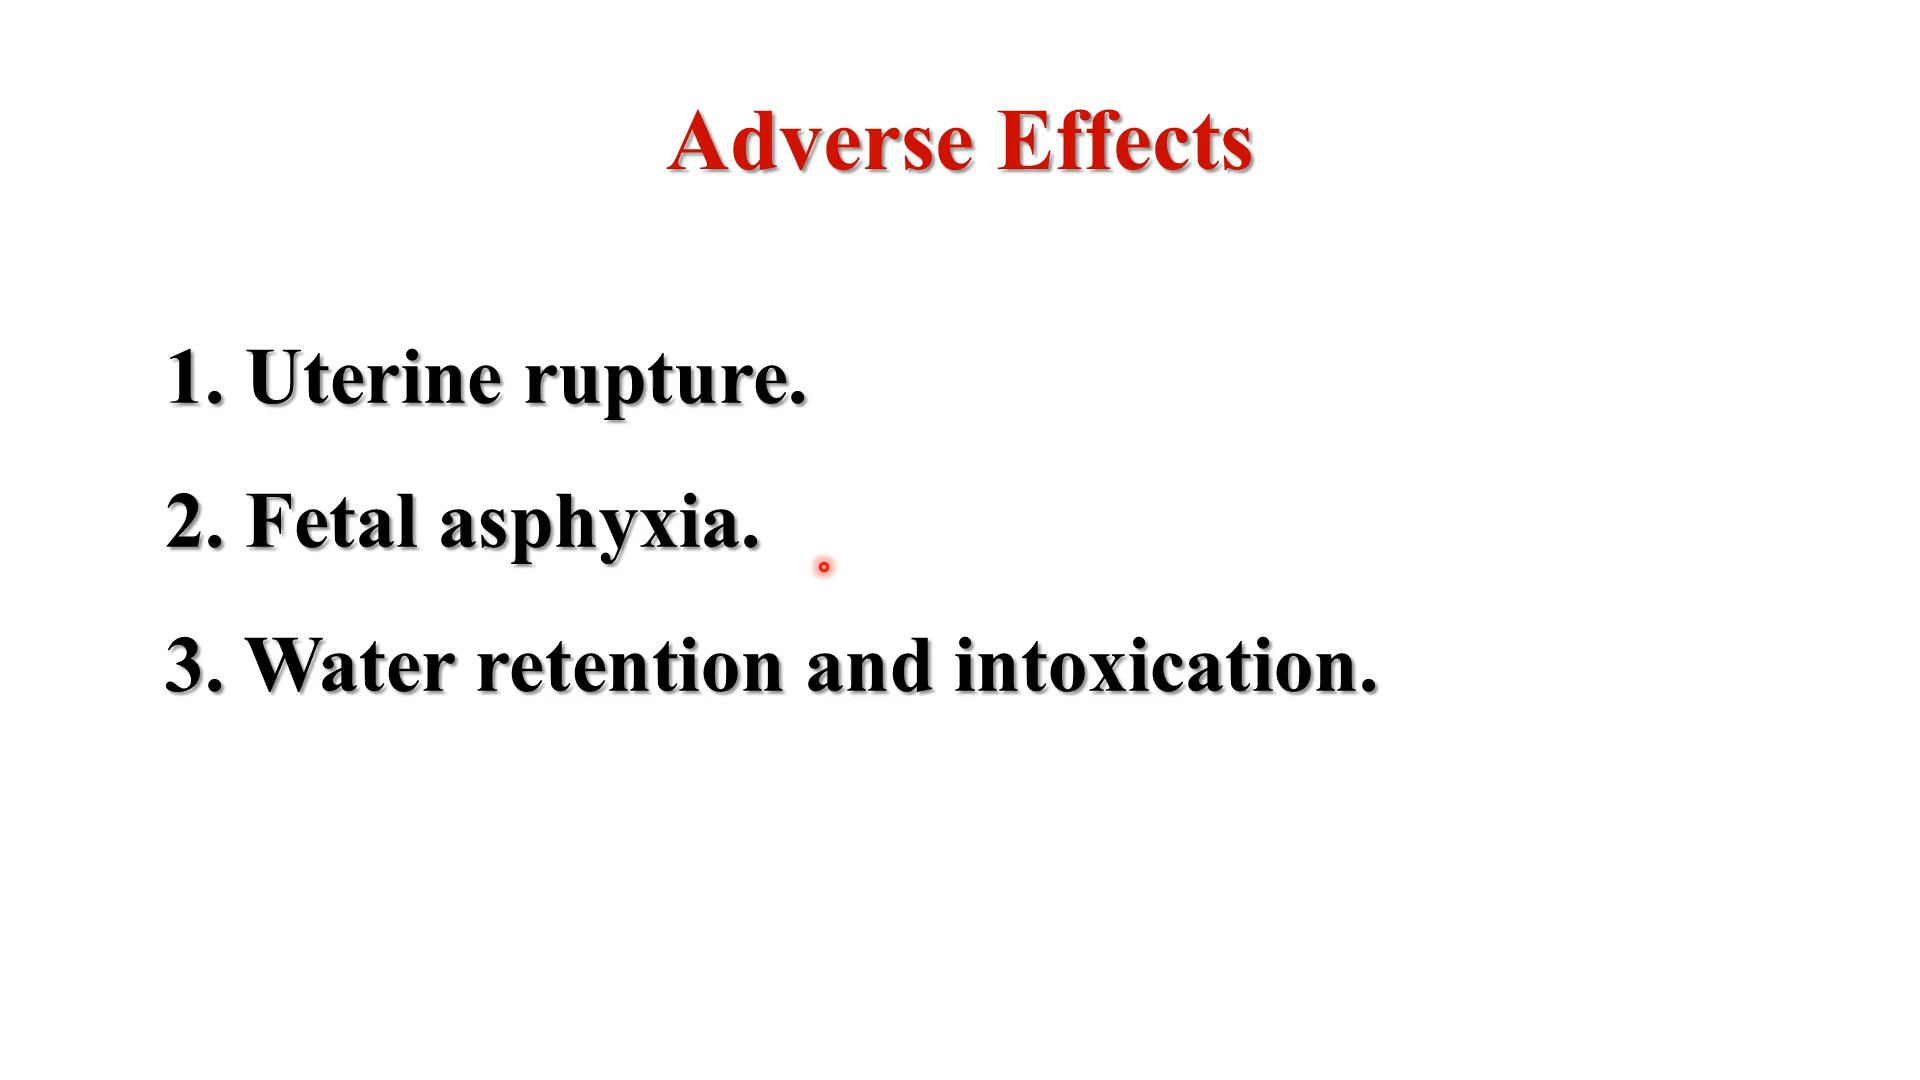 Adverse Effects
1. Uterine rupture.
2. Fetal asphyxia.
3. Water retention and intoxication.